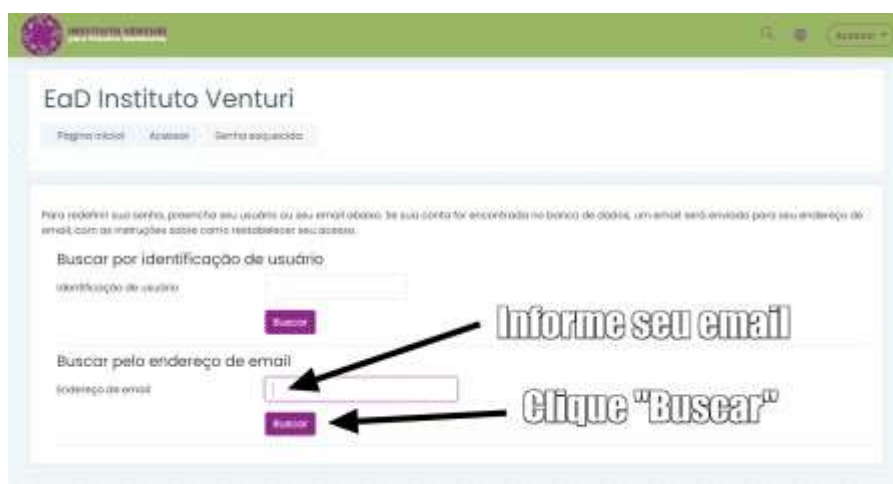 INSTITUTO VENTURI
Acessar
EaD Instituto Venturi
Página inicial Acessar Senha esquecida
Para redefinir sua senha, preencha seu usuário ou seu email abaixo. Se sua conta for encontrada no banco de dados, um email será enviado para seu endereço de
email, com as instruções sobre como restabelecer seu acesso.
Buscar por identificação de usuário
Identificação de usuário
Buscar
Informe seu email
Buscar pelo endereço de email
Endereço de email
Clique "Buscar"
Buscar